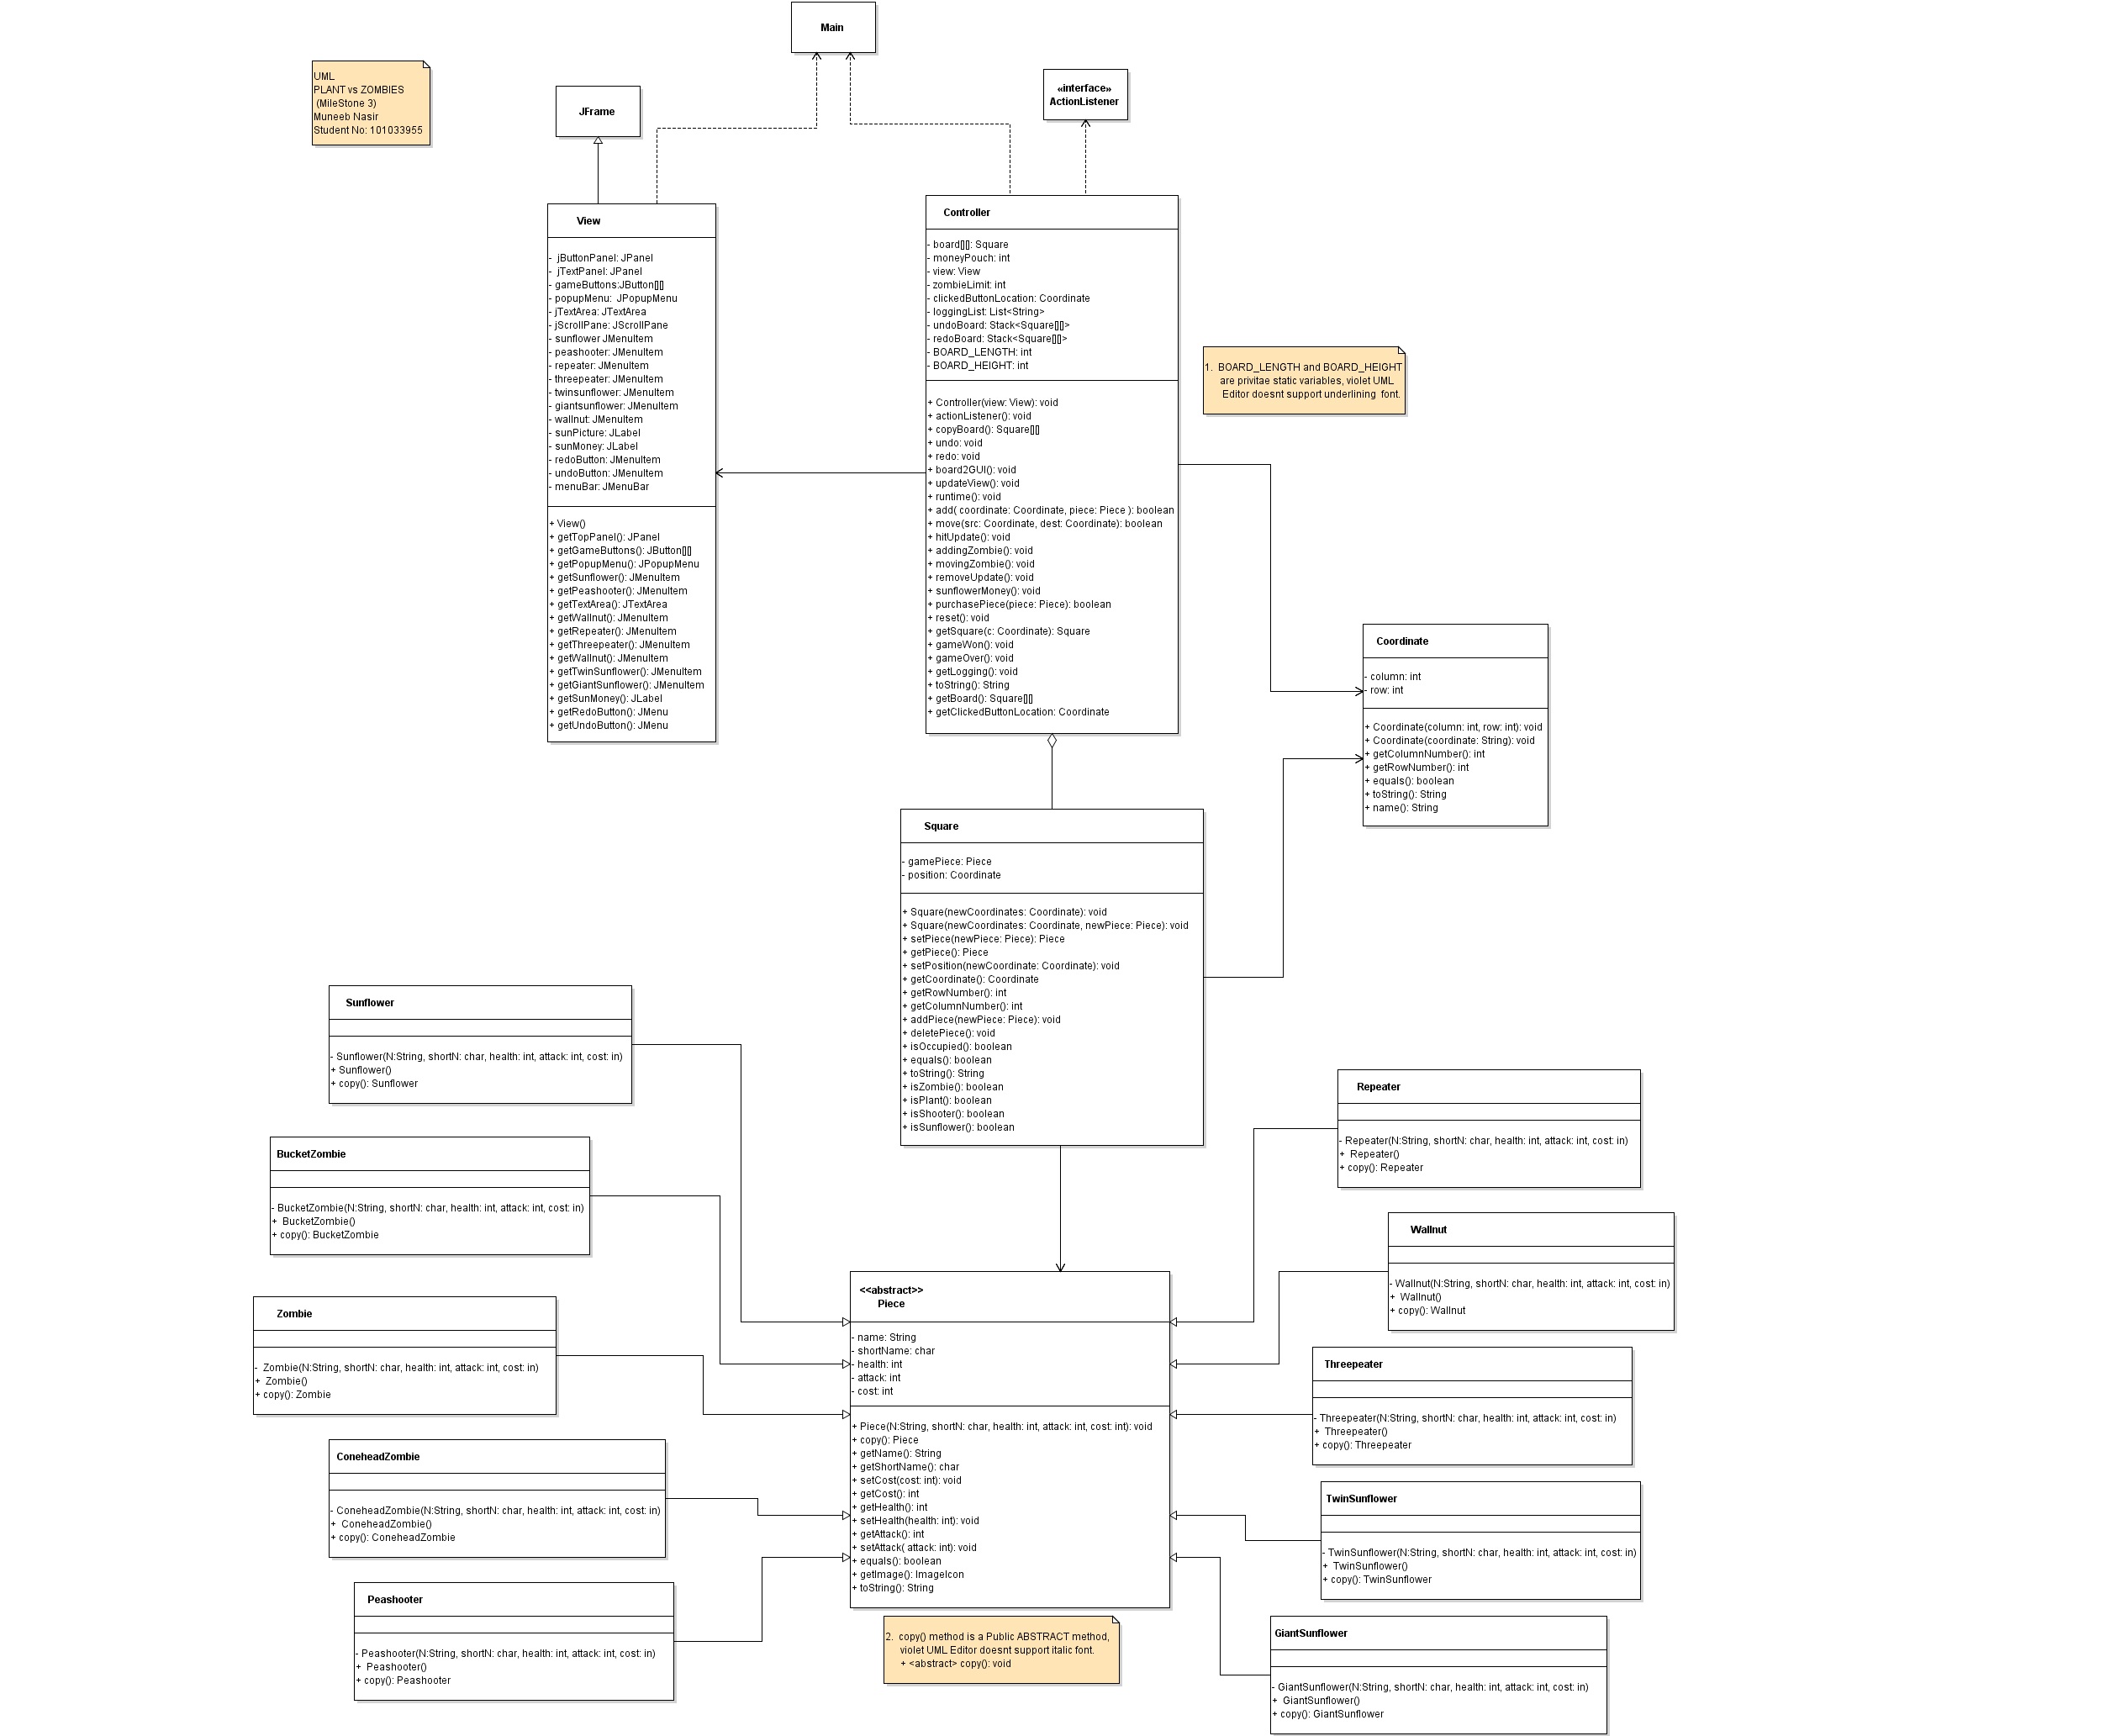 Main
UML
PLANT vs ZOMBIES
(MileStone 3)
Muneeb Nasir
Student No: 101033955
JFrame
«interface»
ActionListener
View
- jButtonPanel: JPanel
- jTextPanel: JPanel
- gameButtons:JButton[][]
- popupMenu: JPopupMenu
- jTextArea: JTextArea
- jScrollPane: JScrollPane
- sunflower JMenuItem
- peashooter: JMenuItem
- repeater: JMenuItem
- threepeater: JMenuItem
- twinsunflower: JMenuItem
- giantsunflower: JMenuItem
- wallnut: JMenuItem
- sunPicture: JLabel
- sunMoney: JLabel
- redoButton: JMenuItem
- undoButton: JMenuItem
- menuBar: JMenuBar
+ View()
+ getTopPanel(): JPanel
+ getGameButtons(): JButton[][]
+ getPopupMenu(): JPopupMenu
+ getSunflower(): JMenuItem
+ getPeashooter(): JMenuItem
+ getTextArea(): JTextArea
+ getWallnut(): JMenuItem
+ getRepeater(): JMenuItem
+ getThreepeater(): JMenuItem
+ getWallnut(): JMenuItem
+ getTwinSunflower(): JMenuItem
+ getGiantSunflower(): JMenuItem
+ getSunMoney(): JLabel
+ getRedoButton(): JMenu
+ getUndoButton(): JMenu
Controller
- board[][]: Square
- moneyPouch: int
- view: View
- zombieLimit: int
- clickedButtonLocation: Coordinate
- loggingList: List<String>
- undoBoard: Stack<Square[][]>
- redoBoard: Stack<Square[][]>
- BOARD_LENGTH: int
- BOARD_HEIGHT: int
+ Controller(view: View): void
+ actionListener(): void
+ copyBoard(): Square[][]
+ undo: void
+ redo: void
+ board2GUI(): void
+ updateView(): void
+ runtime(): void
+ add( coordinate: Coordinate, piece: Piece ): boolean
+ move(src: Coordinate, dest: Coordinate): boolean
+ hitUpdate(): void
+ addingZombie(): void
+ movingZombie(): void
+ removeUpdate(): void
+ sunflowerMoney(): void
+ purchasePiece(piece: Piece): boolean
+ reset(): void
+ getSquare(c: Coordinate): Square
+ gameWon(): void
+ gameOver(): void
+ getLogging(): void
+ toString(): String
+ getBoard(): Square[][]
+ getClickedButtonLocation: Coordinate
1. BOARD_LENGTH and BOARD_HEIGHT
are privitae static variables, violet UML
Editor doesnt support underlining font.
Coordinate
- column: int
- row: int
+ Coordinate(column: int, row: int): void
+ Coordinate(coordinate: String): void
+ getColumnNumber(): int
+ getRowNumber(): int
+ equals(): boolean
+ toString(): String
+ name(): String
Square
- gamePiece: Piece
- position: Coordinate
+ Square(newCoordinates: Coordinate): void
+ Square(newCoordinates: Coordinate, newPiece: Piece): void
+ setPiece(newPiece: Piece): Piece
+ getPiece(): Piece
+ setPosition(newCoordinate: Coordinate): void
+ getCoordinate(): Coordinate
+ getRowNumber(): int
+ getColumnNumber(): int
+ addPiece(newPiece: Piece): void
+ deletePiece(): void
+ isOccupied(): boolean
+ equals(): boolean
+ toString(): String
+ isZombie(): boolean
+ isPlant(): boolean
+ isShooter(): boolean
+ isSunflower(): boolean
Sunflower
- Sunflower(N:String, shortN: char, health: int, attack: int, cost: in)
+ Sunflower()
+ copy(): Sunflower
BucketZombie
- BucketZombie(N:String, shortN: char, health: int, attack: int, cost: in)
+ BucketZombie()
+ copy(): BucketZombie
Zombie
- Zombie(N:String, shortN: char, health: int, attack: int, cost: in)
+ Zombie()
+ copy(): Zombie
ConeheadZombie
- ConeheadZombie(N:String, shortN: char, health: int, attack: int, cost: in)
+ ConeheadZombie()
+ copy(): ConeheadZombie
Peashooter
- Peashooter(N:String, shortN: char, health: int, attack: int, cost: in)
+ Peashooter()
+ copy(): Peashooter
<<abstract>>
Piece
- name: String
- shortName: char
- health: int
- attack: int
- cost: int
+ Piece(N:String, shortN: char, health: int, attack: int, cost: int): void
+ copy(): Piece
+ getName(): String
+ getShortName(): char
+ setCost(cost: int): void
+ getCost(): int
+ getHealth(): int
+ setHealth(health: int): void
+ getAttack(): int
+ setAttack( attack: int): void
+ equals(): boolean
+ getImage(): ImageIcon
+ toString(): String
2. copy() method is a Public ABSTRACT method,
violet UML Editor doesnt support italic font.
+ <abstract> copy(): void
Repeater
- Repeater(N:String, shortN: char, health: int, attack: int, cost: in)
+ Repeater()
+ copy(): Repeater
Wallnut
- Wallnut(N:String, shortN: char, health: int, attack: int, cost: in)
+ Wallnut()
+ copy(): Wallnut
Threepeater
- Threepeater(N:String, shortN: char, health: int, attack: int, cost: in)
+ Threepeater()
+ copy(): Threepeater
TwinSunflower
- TwinSunflower(N:String, shortN: char, health: int, attack: int, cost: in)
+ TwinSunflower()
+ copy(): TwinSunflower
GiantSunflower
- GiantSunflower(N:String, shortN: char, health: int, attack: int, cost: in)
+ GiantSunflower()
+ copy(): GiantSunflower